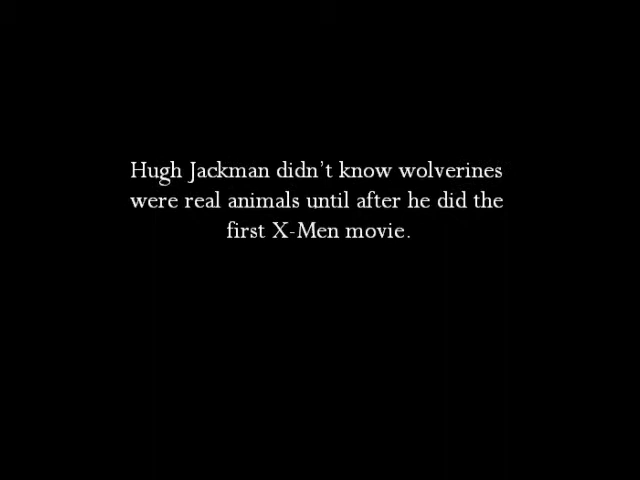 Hugh Jackman didn't know wolverines
were real animals until after he did the
first X-Men movie.